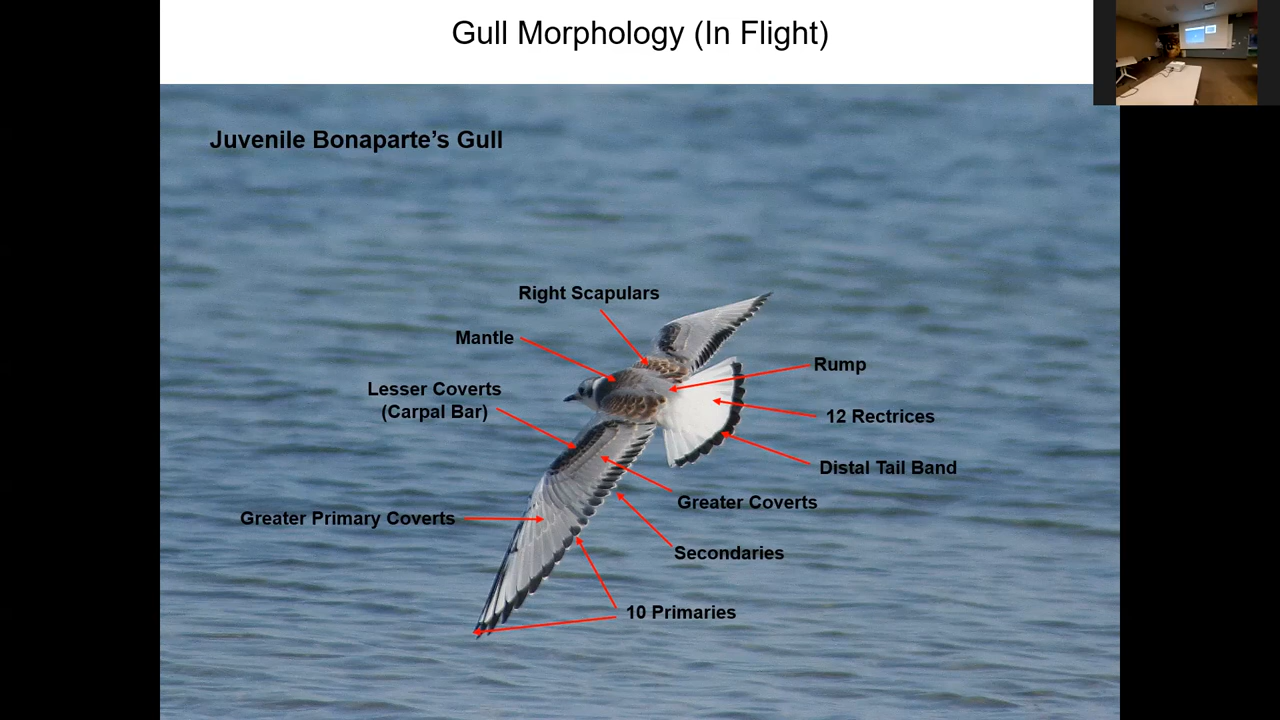 Gull Morphology (In Flight)
Juvenile Bonaparte’s Gull
Right Scapulars
Mantle
Rump
Lesser Coverts
(Carpal Bar)
12 Rectrices
Distal Tail Band
Greater Coverts
Greater Primary Coverts
Secondaries
10 Primaries